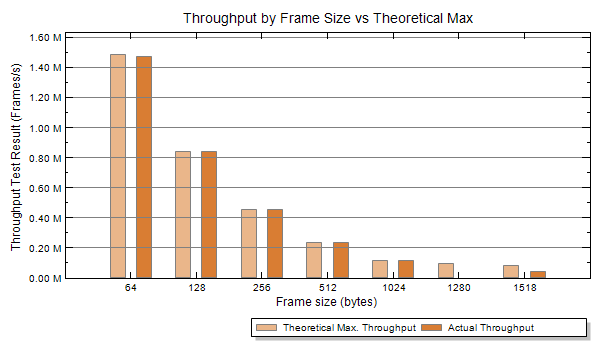 Throughput by Frame Size vs Theoretical Max
Throughput Test Result (Frames/s)
1.60 M
1.40 M
1.20 M
1.00 M
0.80 M
0.60 M
0.40 M
0.20 M
0.00 M
64 128 256 512 1024 1280 1518
Frame size (bytes)
Theoretical Max. Throughput Actual Throughput